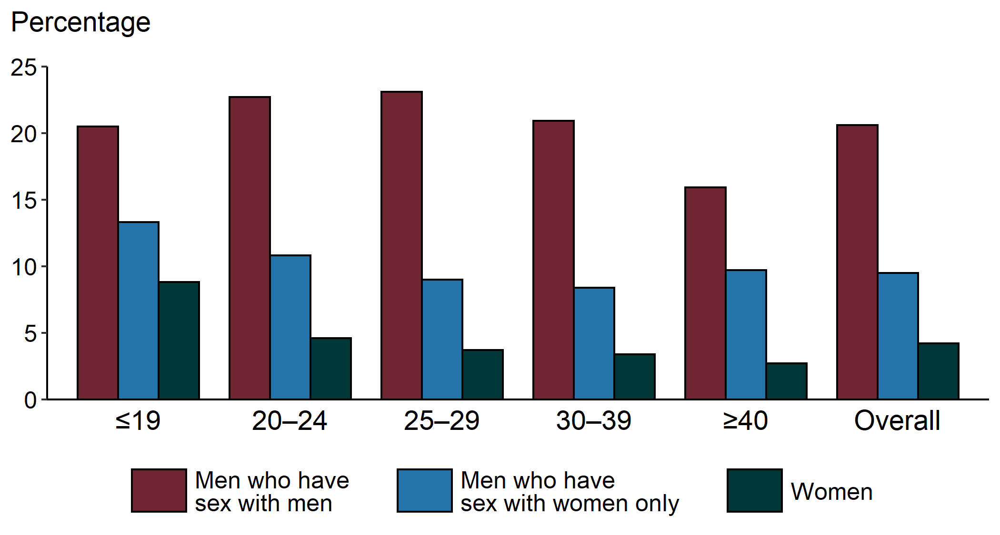 Percentage
25
20
15
10
5
0
≤19 20–24 25–29 30–39 ≥40 Overall
Men who have
sex with men
Men who have
sex with women only
Women